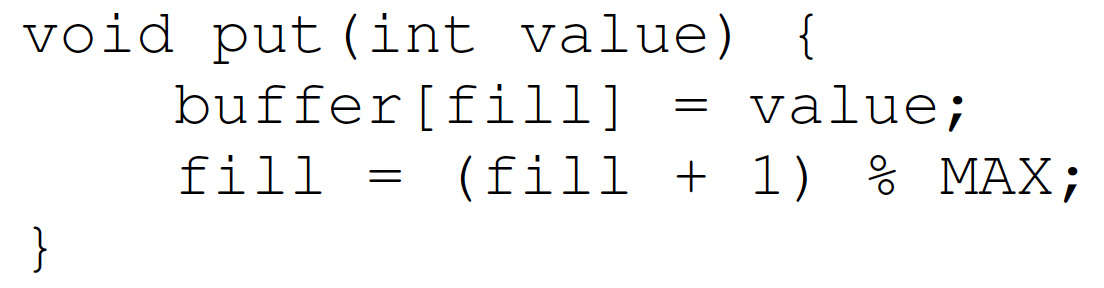 void put(int value) {
    buffer[fill] = value;
    fill = (fill + 1) % MAX;
}